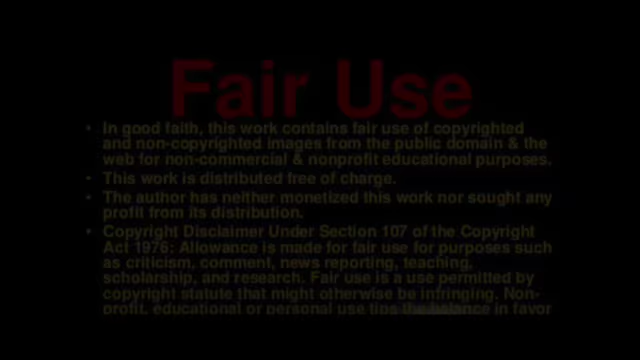 Fair Use
• In good faith, this work contains fair use of copyrighted
and non-copyrighted images from the public domain & the
web for non-commercial & nonprofit educational purposes.
• This work is distributed free of charge.
• The author has neither monetized this work nor sought any
profit from its distribution.
• Copyright Disclaimer Under Section 107 of the Copyright
Act 1976: Allowance is made for fair use for purposes such
as criticism, comment, news reporting, teaching,
scholarship, and research. Fair use is a use permitted by
copyright statute that might otherwise be infringing. Non-
profit, educational or personal use tips the balance in favor